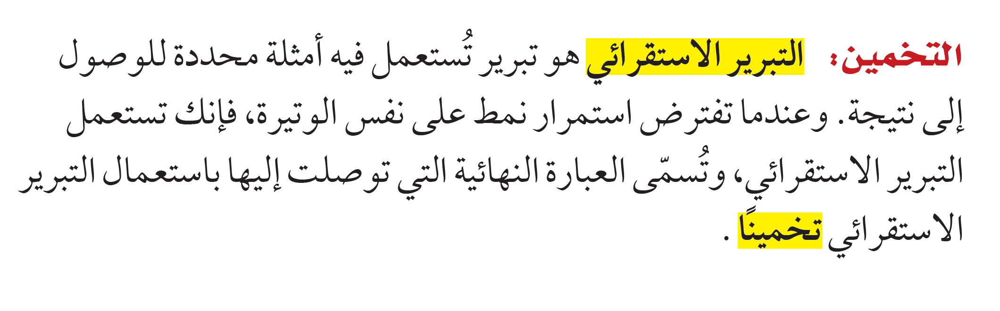 التخمين: التبرير الاستقرائي هو تبرير تُستعمل فيه أمثلة محددة للوصول
إلى نتيجة. وعندما تفترض استمرار نمط على نفس الوتيرة، فإنك تستعمل
التبرير الاستقرائي، وتُسمّى العبارة النهائية التي توصلت إليها باستعمال التبرير
الاستقرائي تخمينًا .